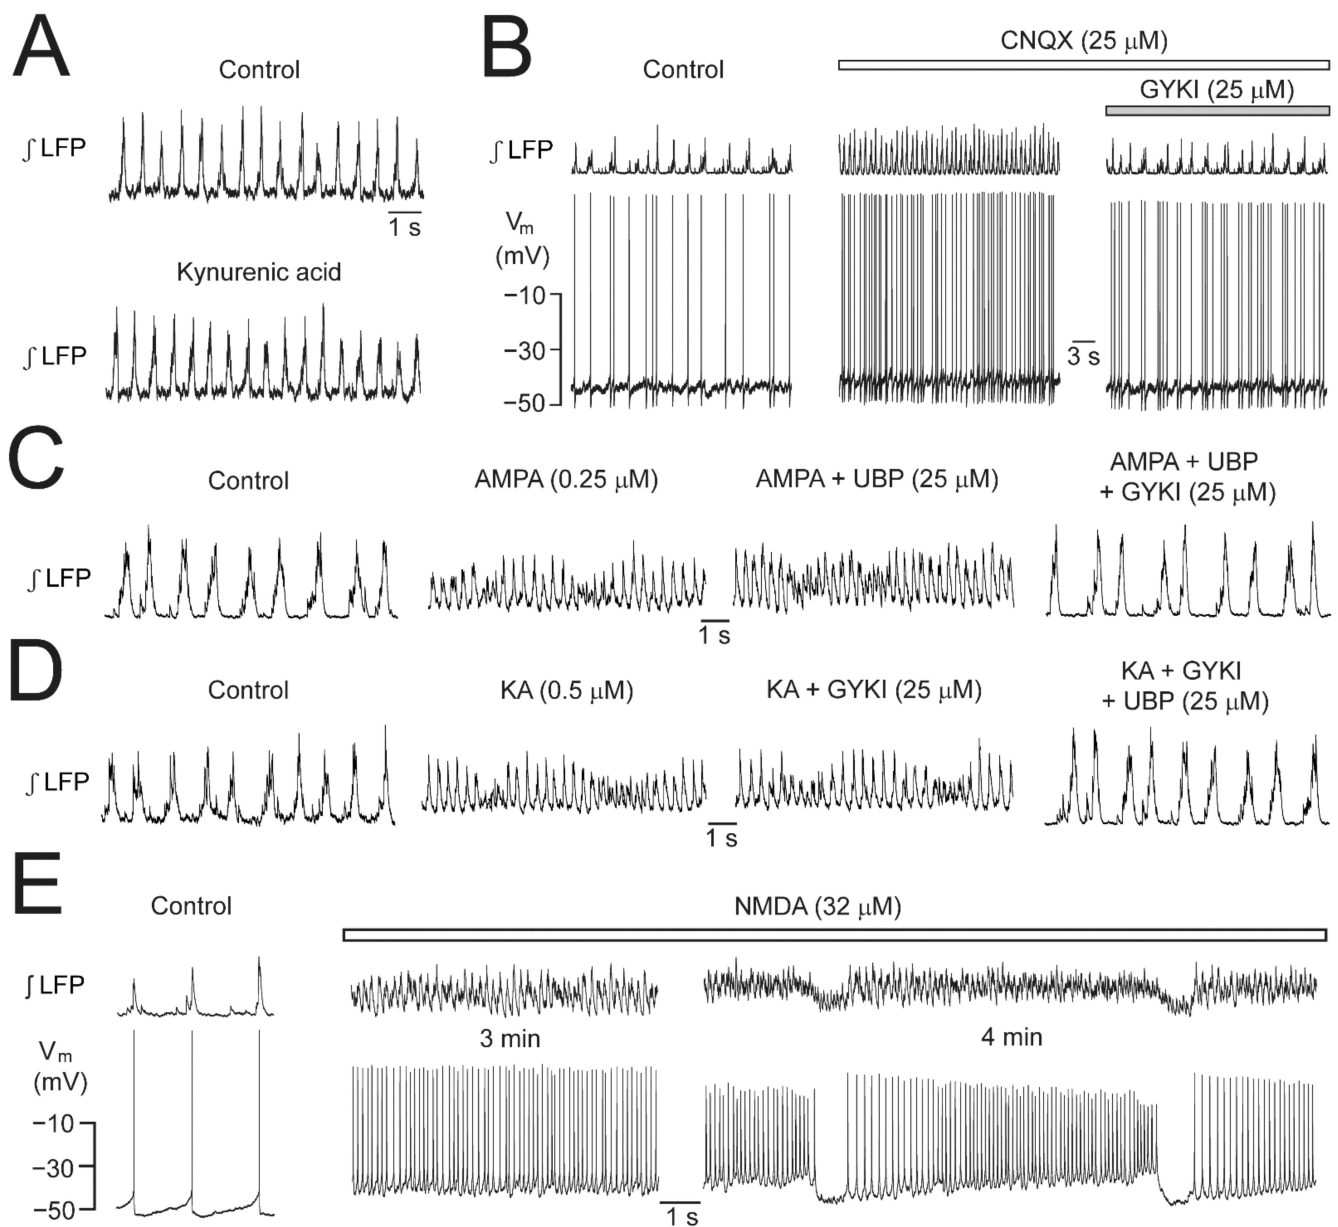 A
Control
∫ LFP
1 s
Kynurenic acid
∫ LFP
B
Control
CNQX (25 μM)
GYKI (25 μM)
∫ LFP
Vm
(mV)
−10
−30
−50
3 s
C
Control
AMPA (0.25 μM)
AMPA + UBP (25 μM)
AMPA + UBP
+ GYKI (25 μM)
∫ LFP
1 s
D
Control
KA (0.5 μM)
KA + GYKI (25 μM)
KA + GYKI
+ UBP (25 μM)
∫ LFP
1 s
E
Control
NMDA (32 μM)
∫ LFP
3 min
4 min
Vm
(mV)
−10
−30
−50
1 s